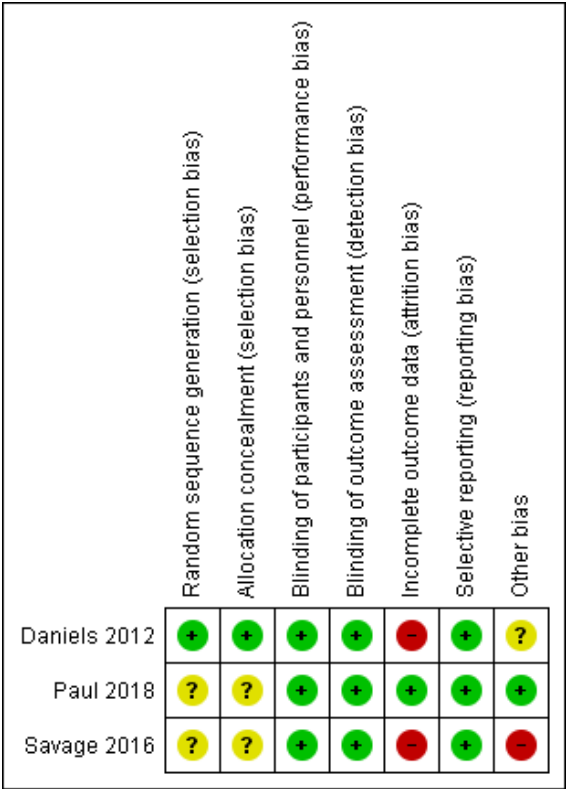 Random sequence generation (selection bias)
Allocation concealment (selection bias)
Blinding of participants and personnel (performance bias)
Blinding of outcome assessment (detection bias)
Incomplete outcome data (attrition bias)
Selective reporting (reporting bias)
Other bias
Daniels 2012 + + + + - + ?
Paul 2018 ? ? + + + + +
Savage 2016 ? ? + + - + -